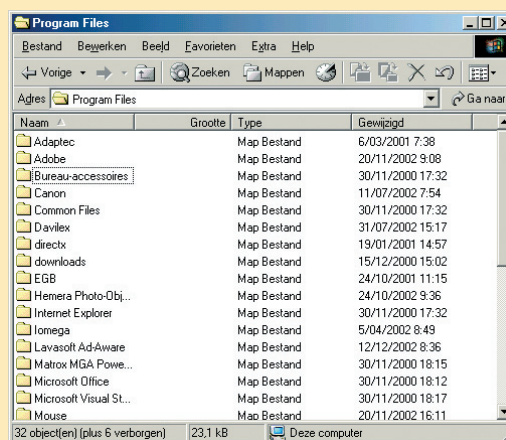 Program Files
Bestand Bewerken Beeld Favorieten Extra Help
Vorige Zoeken Mappen
Adres Program Files Ga naar
Naam Grootte Type Gewijzigd
Adaptec Map Bestand 6/03/2001 7:38
Adobe Map Bestand 20/11/2002 9:08
Bureau-accessoires Map Bestand 30/11/2000 17:32
Canon Map Bestand 11/07/2002 7:54
Common Files Map Bestand 30/11/2000 17:32
Davilex Map Bestand 31/07/2002 15:17
directx Map Bestand 19/01/2001 14:57
downloads Map Bestand 15/12/2000 15:02
EGB Map Bestand 24/10/2001 11:15
Hemera Photo-Obj... Map Bestand 24/10/2002 9:36
Internet Explorer Map Bestand 30/11/2000 17:32
Iomega Map Bestand 5/04/2002 8:49
Lavasoft Ad-Aware Map Bestand 12/12/2002 8:36
Matrox MGA Powe... Map Bestand 30/11/2000 18:15
Microsoft Office Map Bestand 30/11/2000 18:12
Microsoft Visual St... Map Bestand 30/11/2000 18:17
Mouse Map Bestand 20/11/2002 16:11
32 object(en) (plus 6 verborgen) 23,1 kB Deze computer